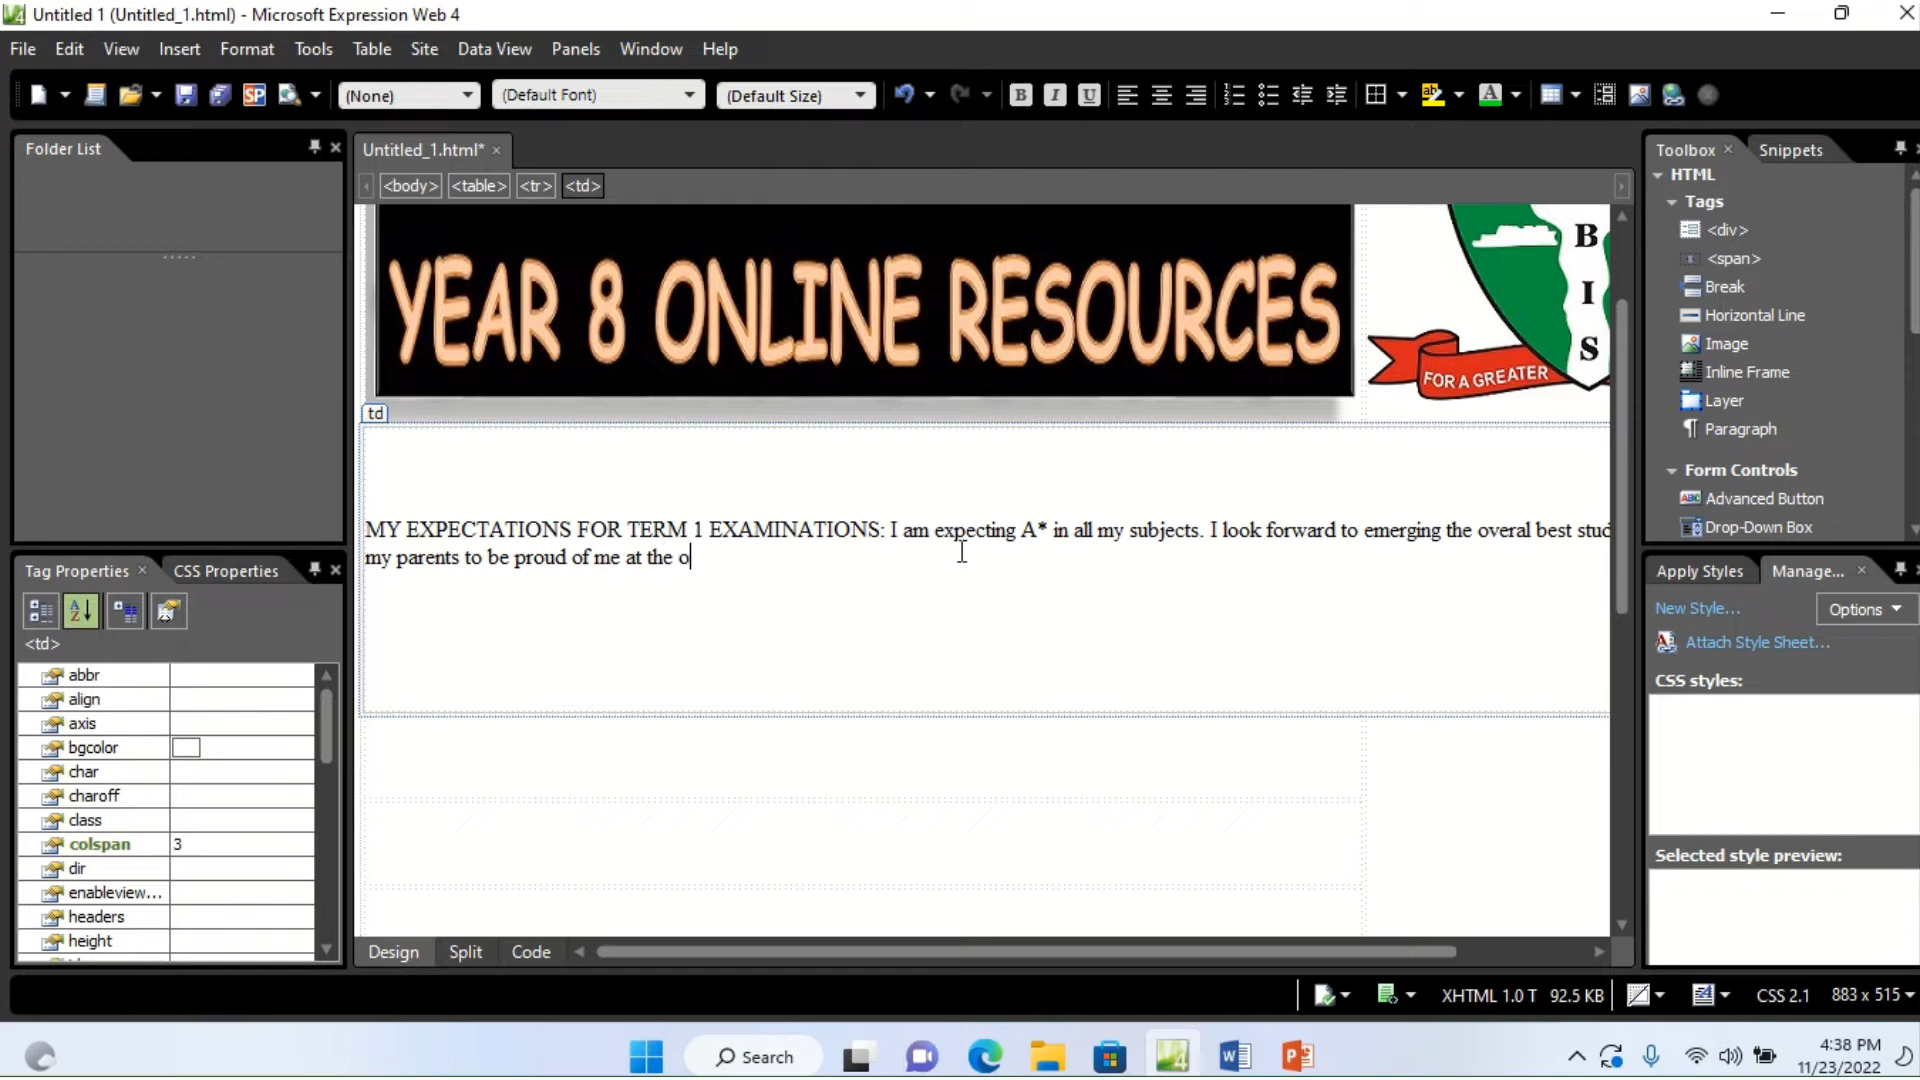 Untitled 1 (Untitled_1.html) - Microsoft Expression Web 4
File Edit View Insert Format Tools Table Site Data View Panels Window Help
(None) (Default Font) (Default Size)
Folder List
Untitled_1.html*
<body> <table> <tr> <td>
YEAR 8 ONLINE RESOURCES
B
I
S
FOR A GREATER
td
MY EXPECTATIONS FOR TERM 1 EXAMINATIONS: I am expecting A* in all my subjects. I look forward to emerging the overal best stud
my parents to be proud of me at the o
Design Split Code
Toolbox Snippets
HTML
Tags
<div>
<span>
Break
Horizontal Line
Image
Inline Frame
Layer
Paragraph
Form Controls
Advanced Button
Drop-Down Box
Tag Properties CSS Properties
<td>
abbr
align
axis
bgcolor
char
charoff
class
colspan 3
dir
enableview...
headers
height
Apply Styles Manage...
New Style... Options
Attach Style Sheet...
CSS styles:
Selected style preview:
XHTML 1.0 T 92.5 KB CSS 2.1 883 x 515
Search
4:38 PM
11/23/2022